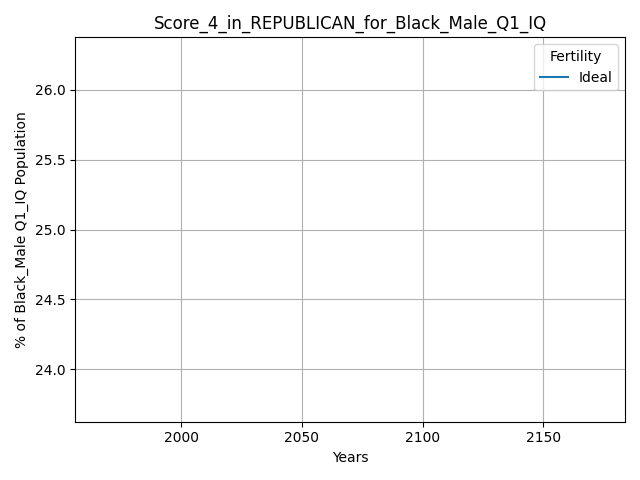 Score_4_in_REPUBLICAN_for_Black_Male_Q1_IQ
Fertility
Ideal
% of Black_Male Q1_IQ Population
26.0
25.5
25.0
24.5
24.0
2000
2050
2100
2150
Years